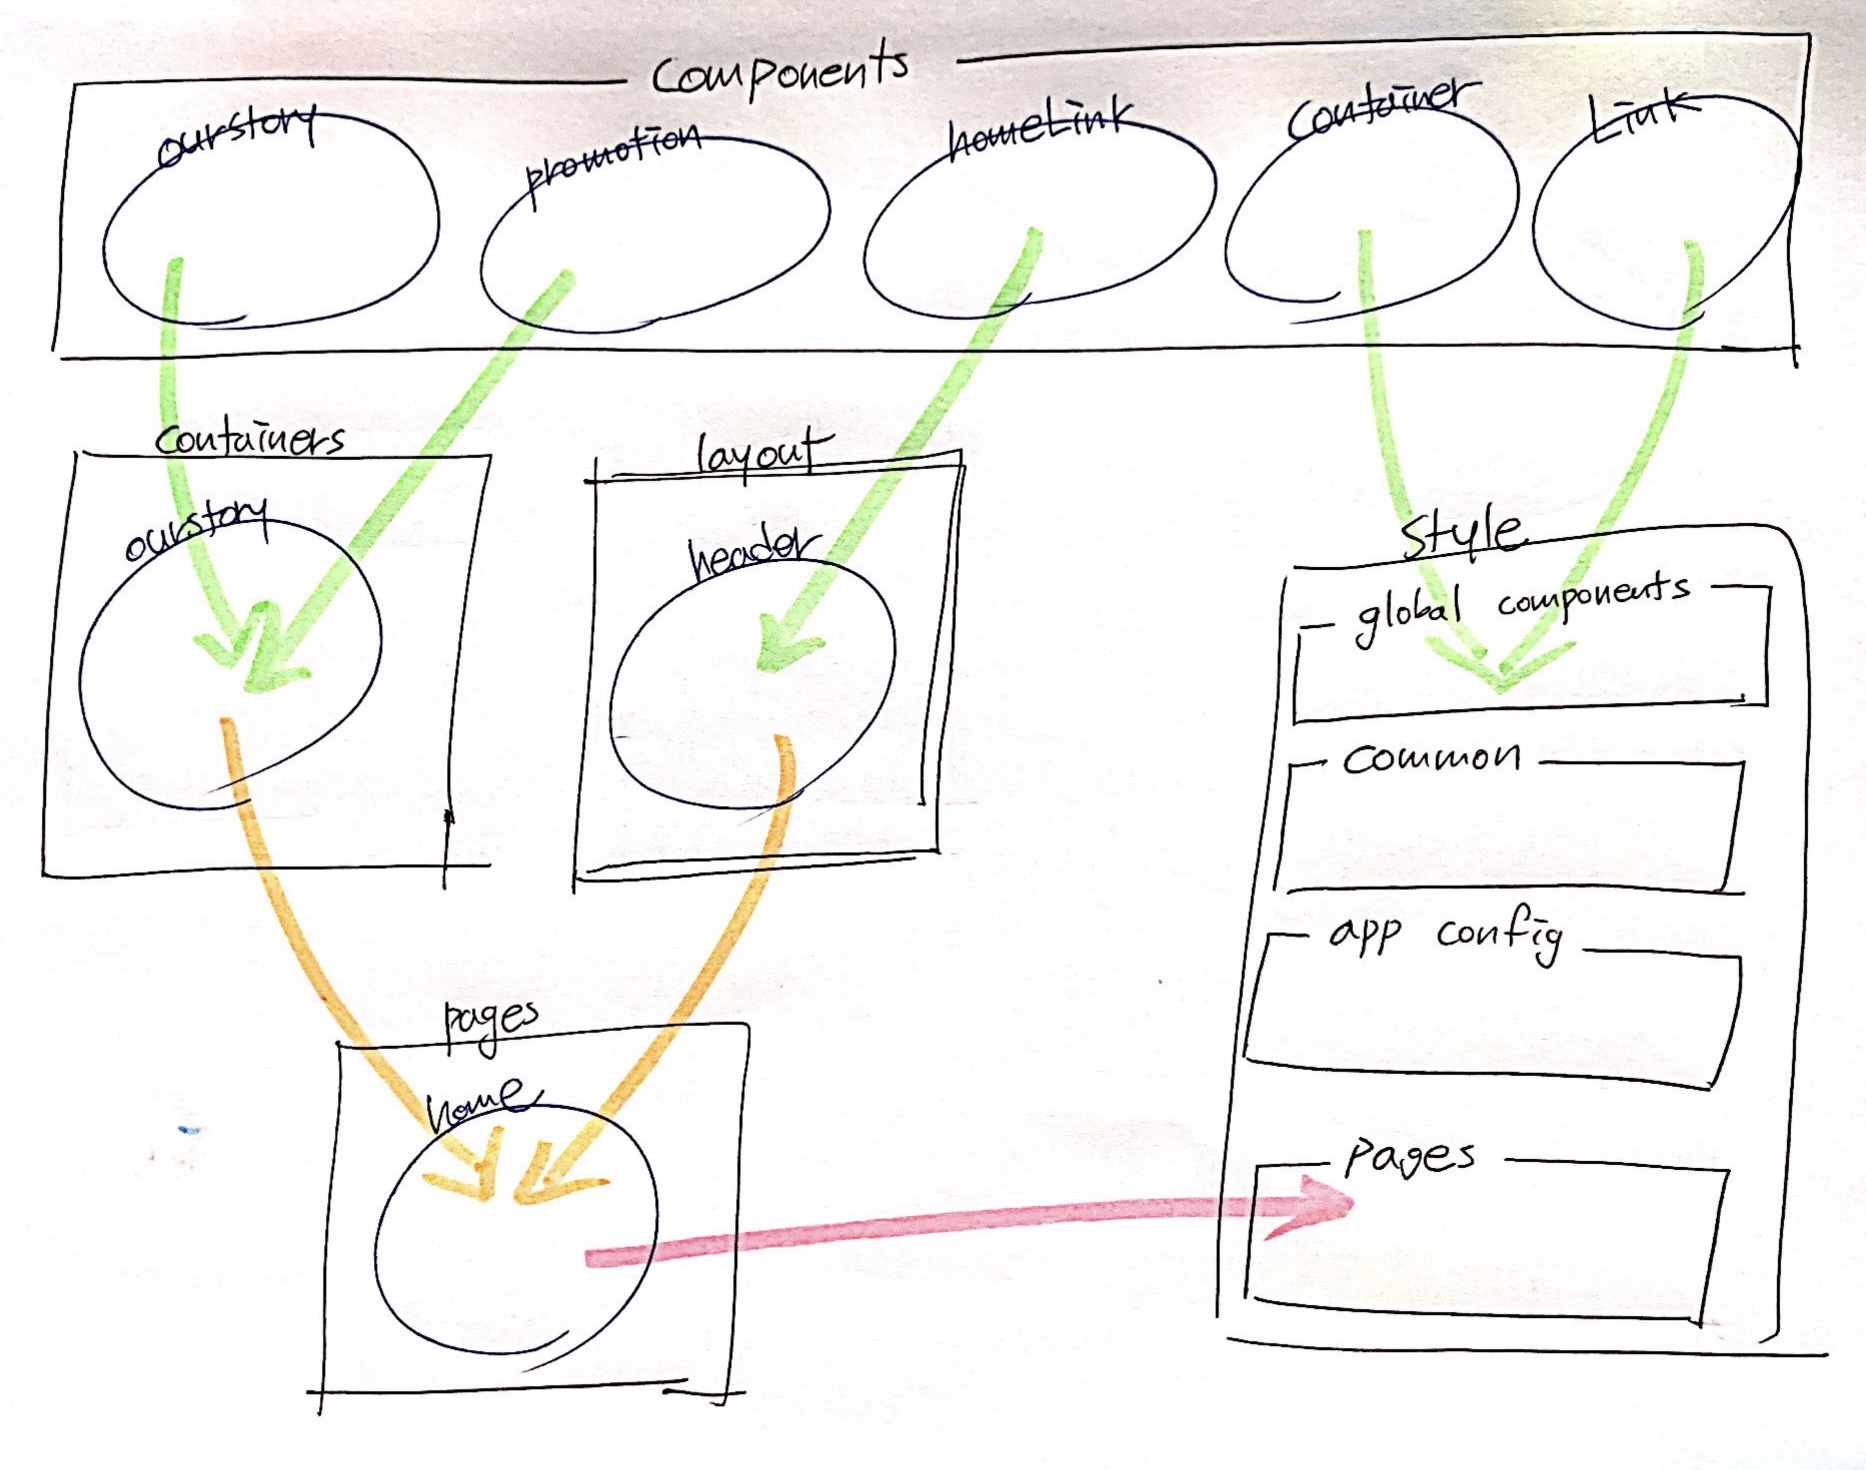 Components
ourstory
promotion
homeLink
Container
Link
Containers
ourstory
layout
header
Style
global components
Common
app config
pages
home
Pages